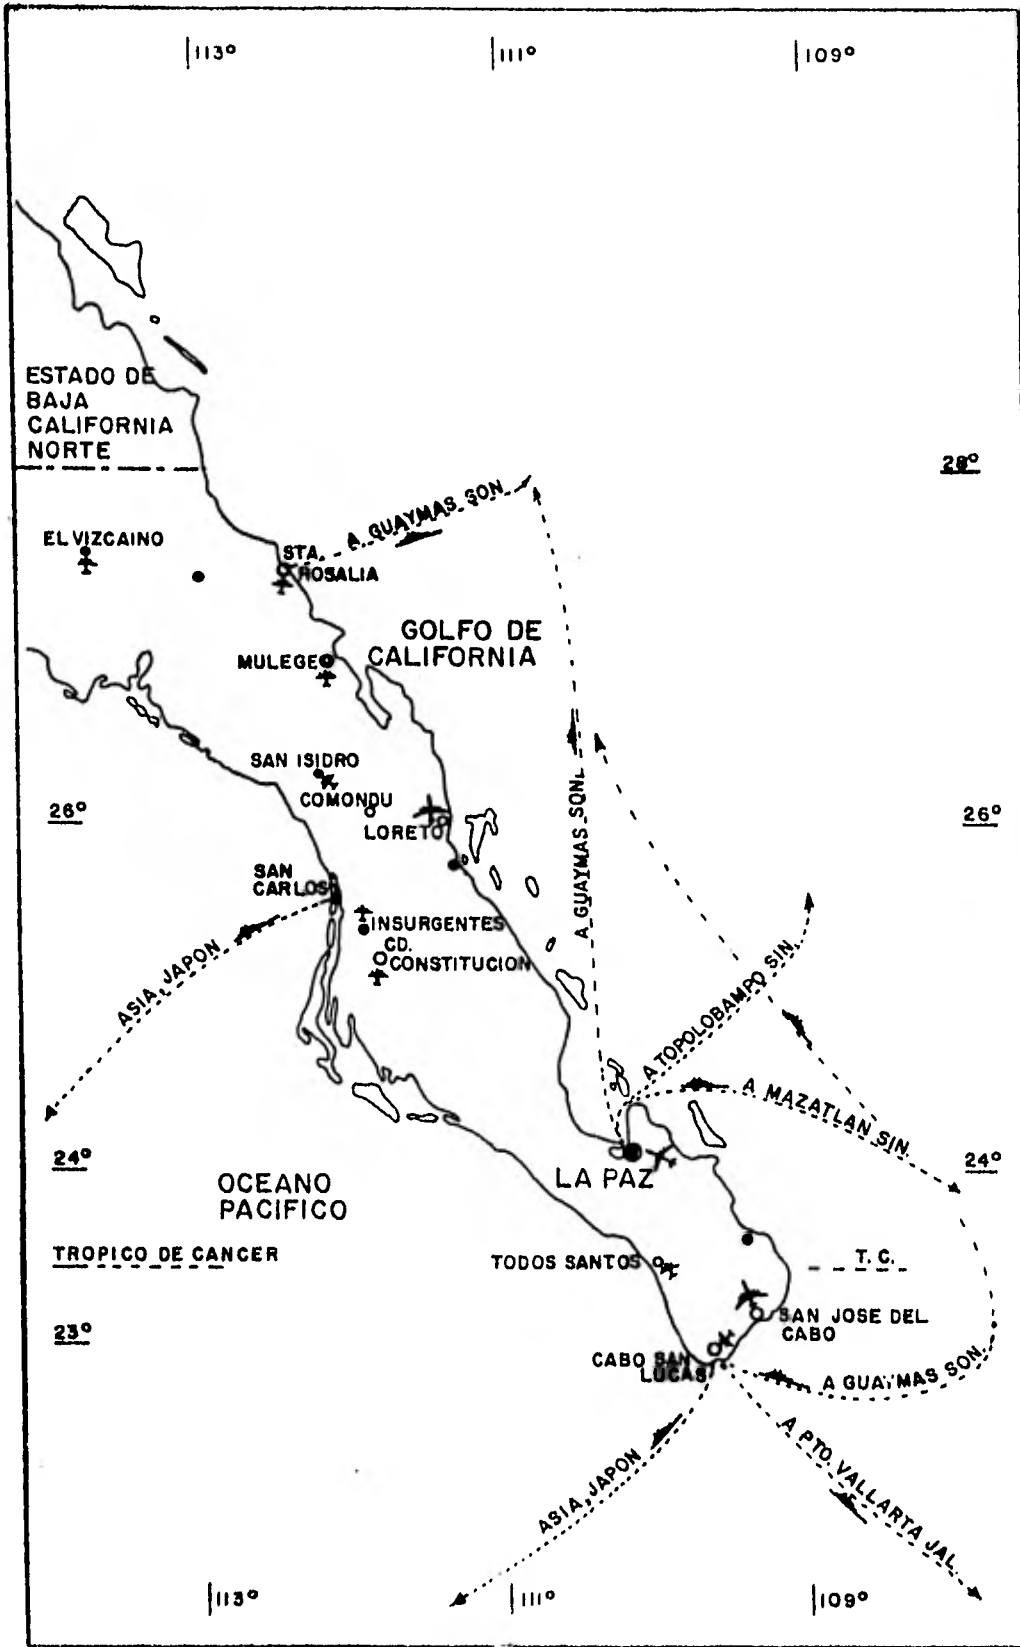 113° 111° 109°
ESTADO DE
BAJA
CALIFORNIA
NORTE
28°
A GUAYMAS SON.
EL VIZCAINO
STA.
ROSALIA
GOLFO DE
CALIFORNIA
MULEGE
SAN ISIDRO
COMONDU
26°
26°
LORETO
A GUAYMAS SON.
SAN
CARLOS
INSURGENTES
CD.
CONSTITUCION
ASIA, JAPON
A TOPOLOBAMPO SIN.
A MAZATLAN SIN.
24°
24°
LA PAZ
OCEANO
PACIFICO
TROPICO DE CANCER
TODOS SANTOS
T. C.
23°
SAN JOSE DEL
CABO
CABO SAN
LUCAS
A GUAYMAS SON.
ASIA, JAPON
A PTO. VALLARTA JAL.
113° 111° 109°